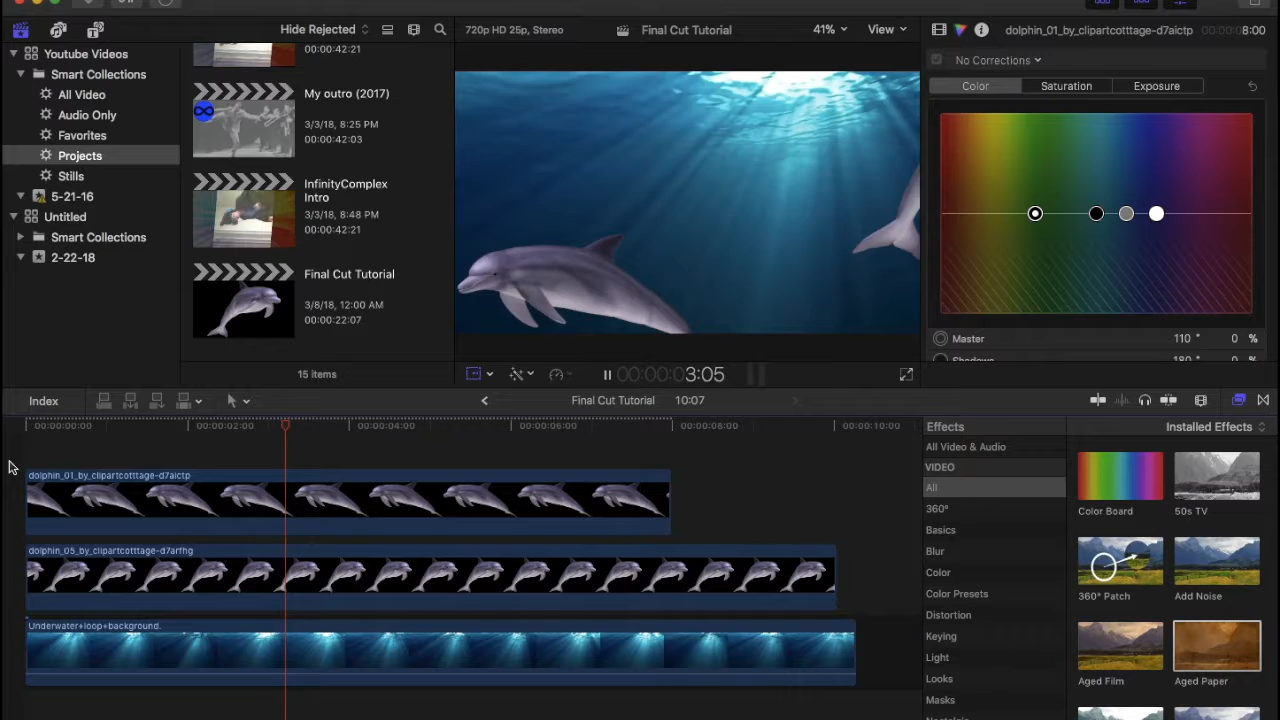 Youtube Videos
Smart Collections
All Video
Audio Only
Favorites
Projects
Stills
5-21-16
Untitled
Smart Collections
2-22-18
Hide Rejected
00:00:42:21
My outro (2017)
3/3/18, 8:25 PM
00:00:42:03
InfinityComplex
Intro
3/3/18, 8:48 PM
00:00:42:21
Final Cut Tutorial
3/8/18, 12:00 AM
00:00:22:07
15 items
720p HD 25p, Stereo
Final Cut Tutorial
41%
View
00:00:00:03:05
dolphin_01_by_clipartcotttage-d7aictp
00:00:08:00
No Corrections
Color
Saturation
Exposure
Master
110 °
0 %
Index
Final Cut Tutorial
10:07
00:00:00:00
00:00:02:00
00:00:04:00
00:00:06:00
00:00:08:00
00:00:10:00
dolphin_01_by_clipartcotttage-d7aictp
dolphin_05_by_clipartcotttage-d7arfhg
Underwater+loop+background.
Effects
Installed Effects
All Video & Audio
VIDEO
All
360°
Basics
Blur
Color
Color Presets
Distortion
Keying
Light
Looks
Masks
Color Board
50s TV
360° Patch
Add Noise
Aged Film
Aged Paper